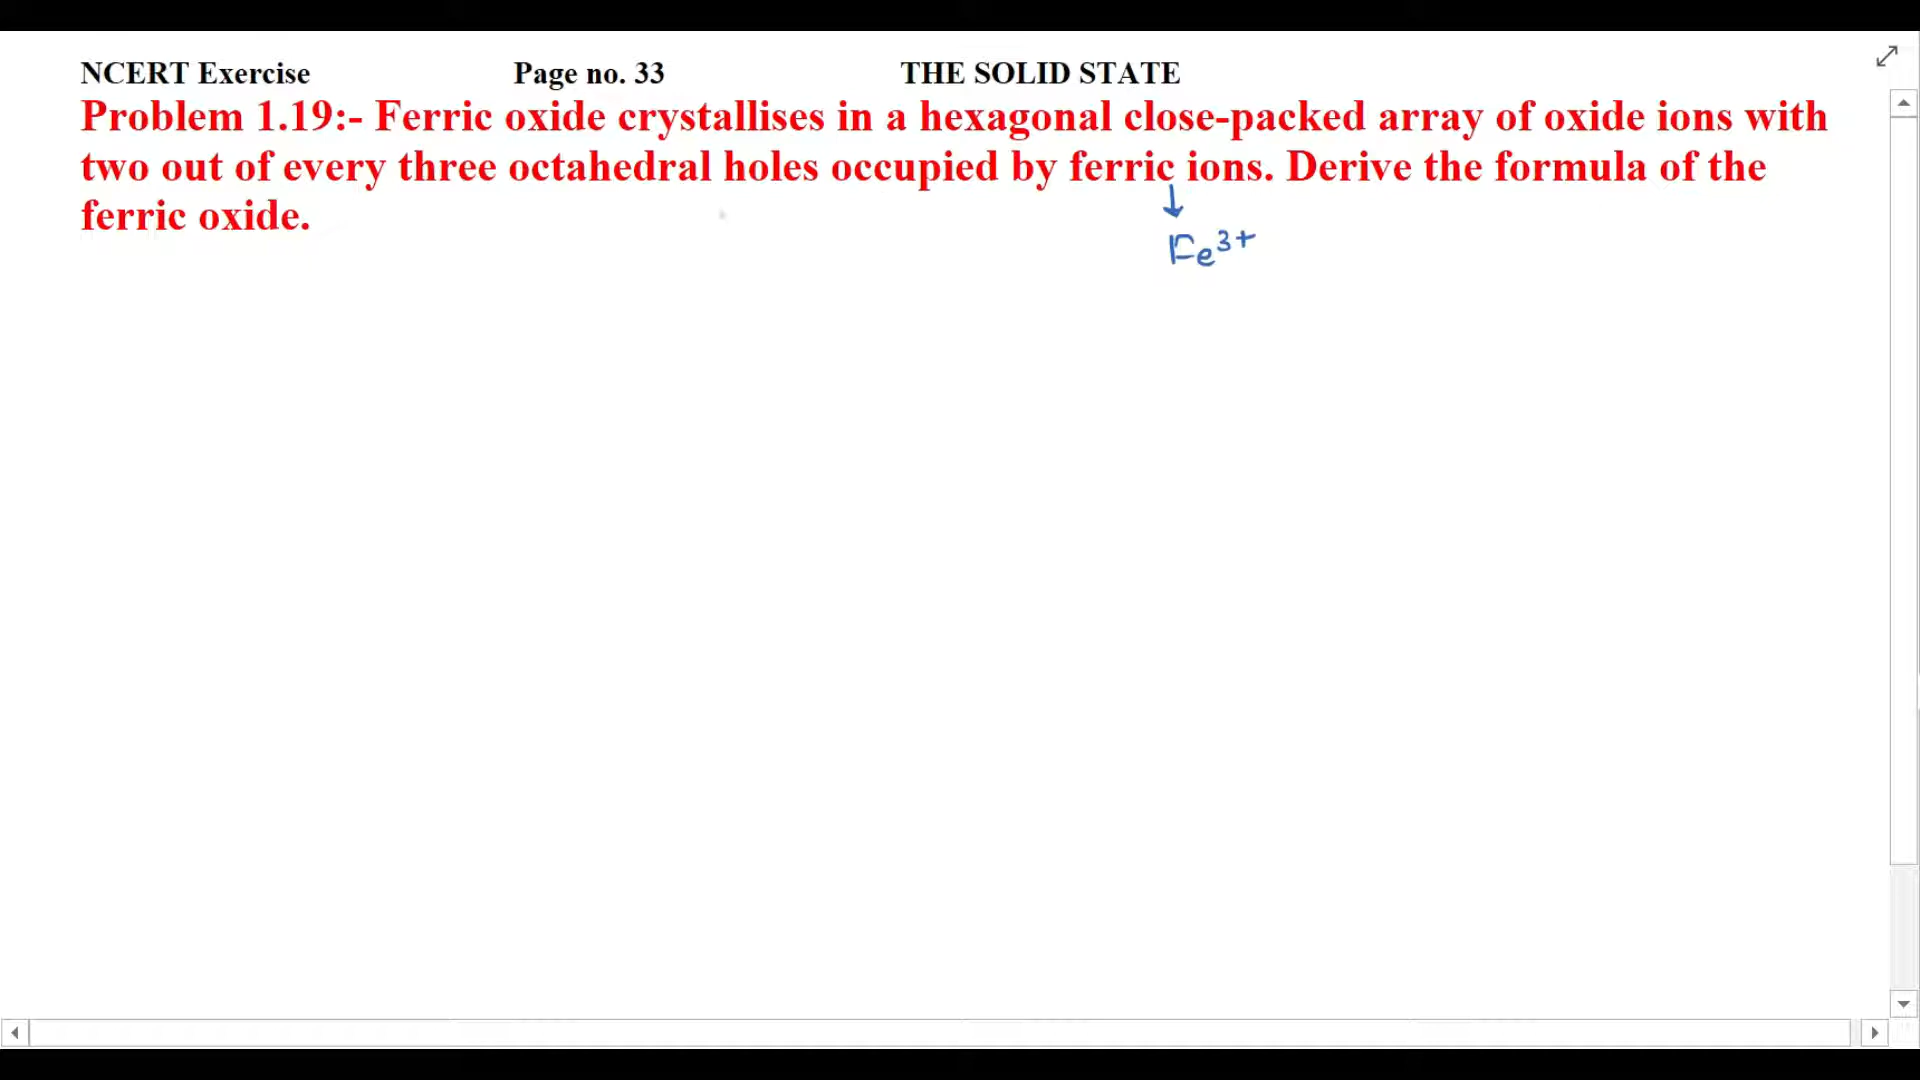 NCERT Exercise Page no. 33 THE SOLID STATE
Problem 1.19:- Ferric oxide crystallises in a hexagonal close-packed array of oxide ions with
two out of every three octahedral holes occupied by ferric ions. Derive the formula of the
ferric oxide.
Fe³⁺